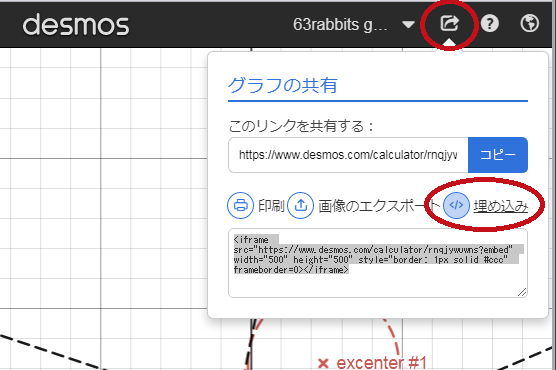 desmos
63rabbits g...
グラフの共有
このリンクを共有する：
https://www.desmos.com/calculator/rnqjyw
コピー
印刷
画像のエクスポート
埋め込み
<iframe
src="https://www.desmos.com/calculator/rnqjywuwns?embed"
width="500" height="500" style="border: 1px solid #ccc"
frameborder=0></iframe>
excenter #1